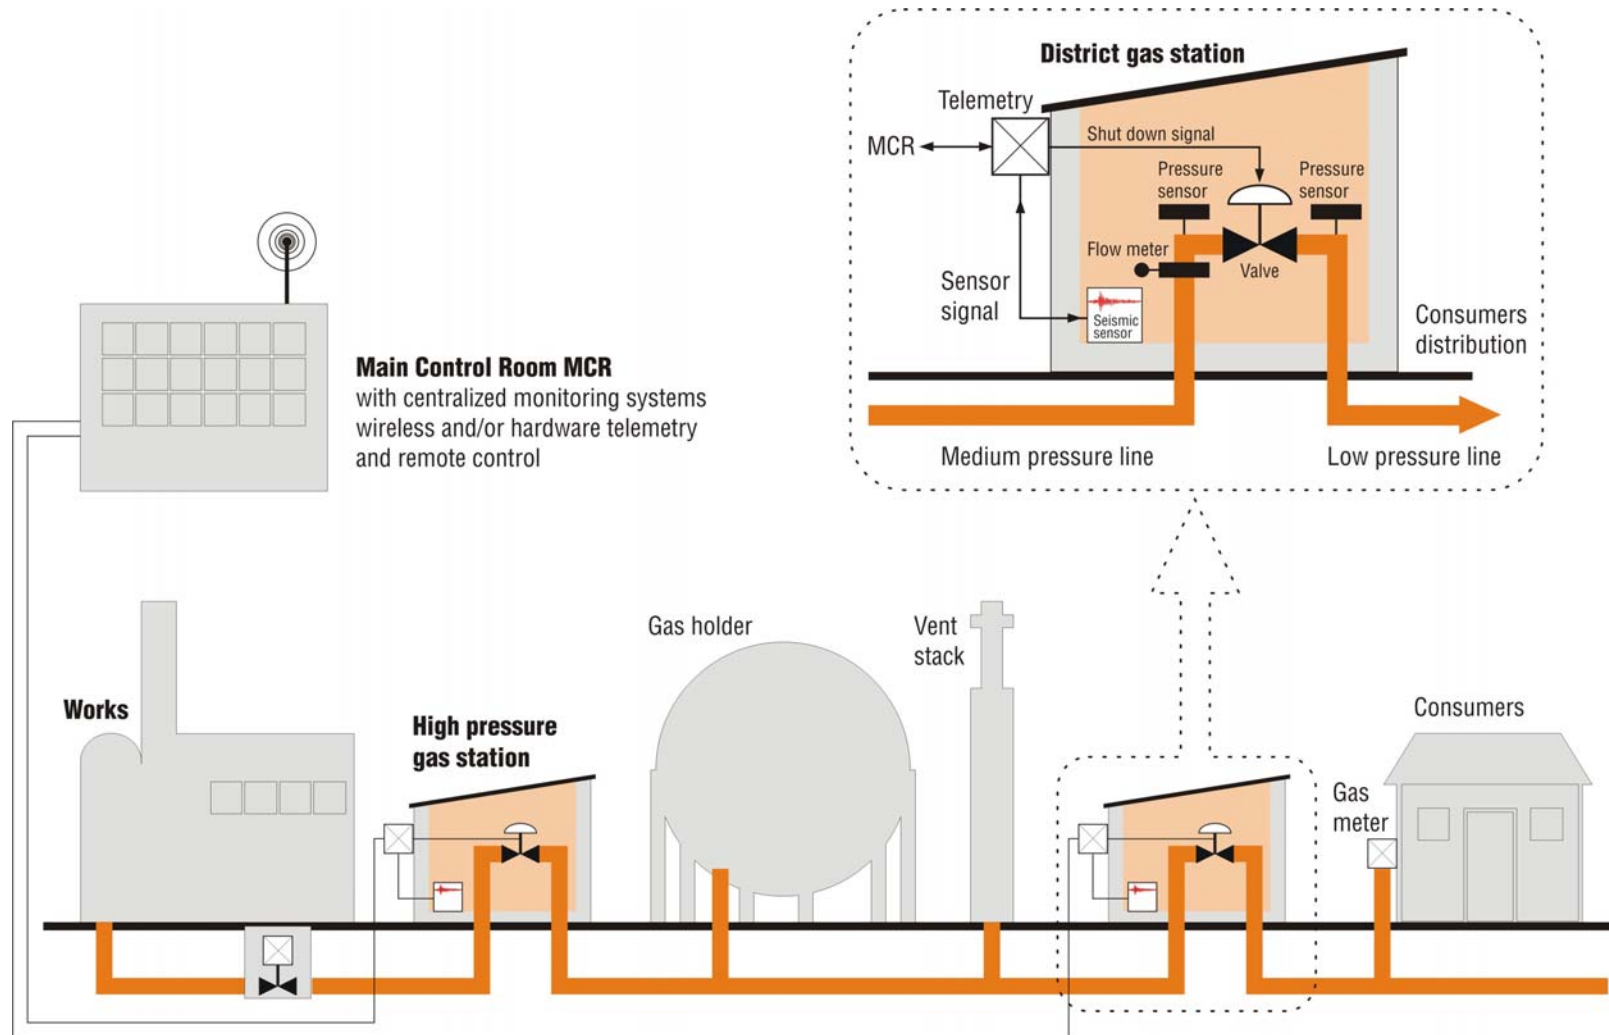 District gas station
Telemetry
MCR
Shut down signal
Pressure
sensor
Pressure
sensor
Flow meter
Valve
Sensor
signal
Seismic
sensor
Consumers
distribution
Medium pressure line
Low pressure line
Main Control Room MCR
with centralized monitoring systems
wireless and/or hardware telemetry
and remote control
Works
High pressure
gas station
Gas holder
Vent
stack
Consumers
Gas
meter